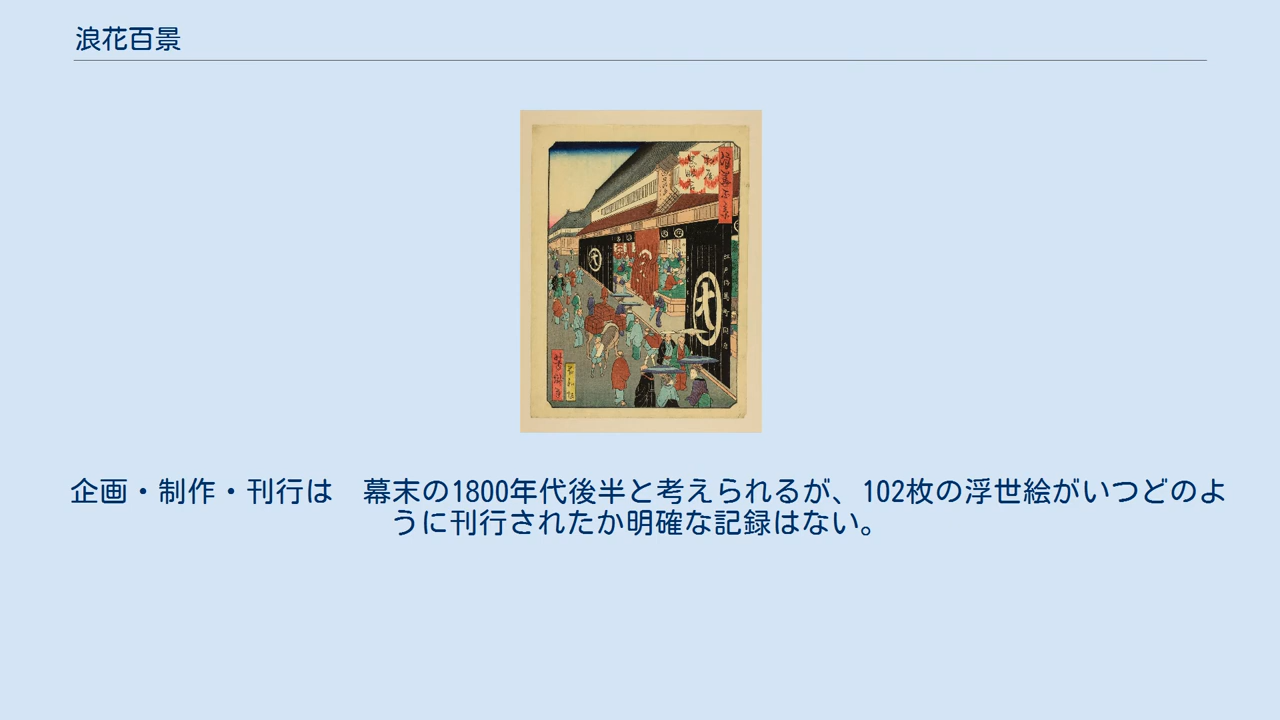 浪花百景
企画・制作・刊行は　幕末の1800年代後半と考えられるが、102枚の浮世絵がいつどのよ
うに刊行されたか明確な記録はない。